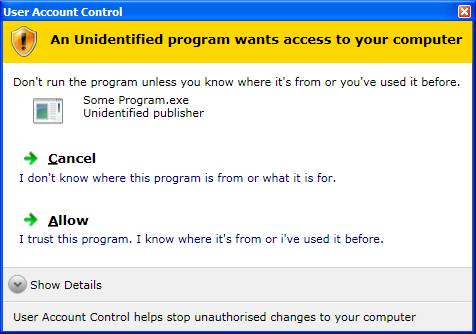 User Account Control
An Unidentified program wants access to your computer
Don't run the program unless you know where it's from or you've used it before.
Some Program.exe
Unidentified publisher
Cancel
I don't know where this program is from or what it is for.
Allow
I trust this program. I know where it's from or i've used it before.
Show Details
User Account Control helps stop unauthorised changes to your computer